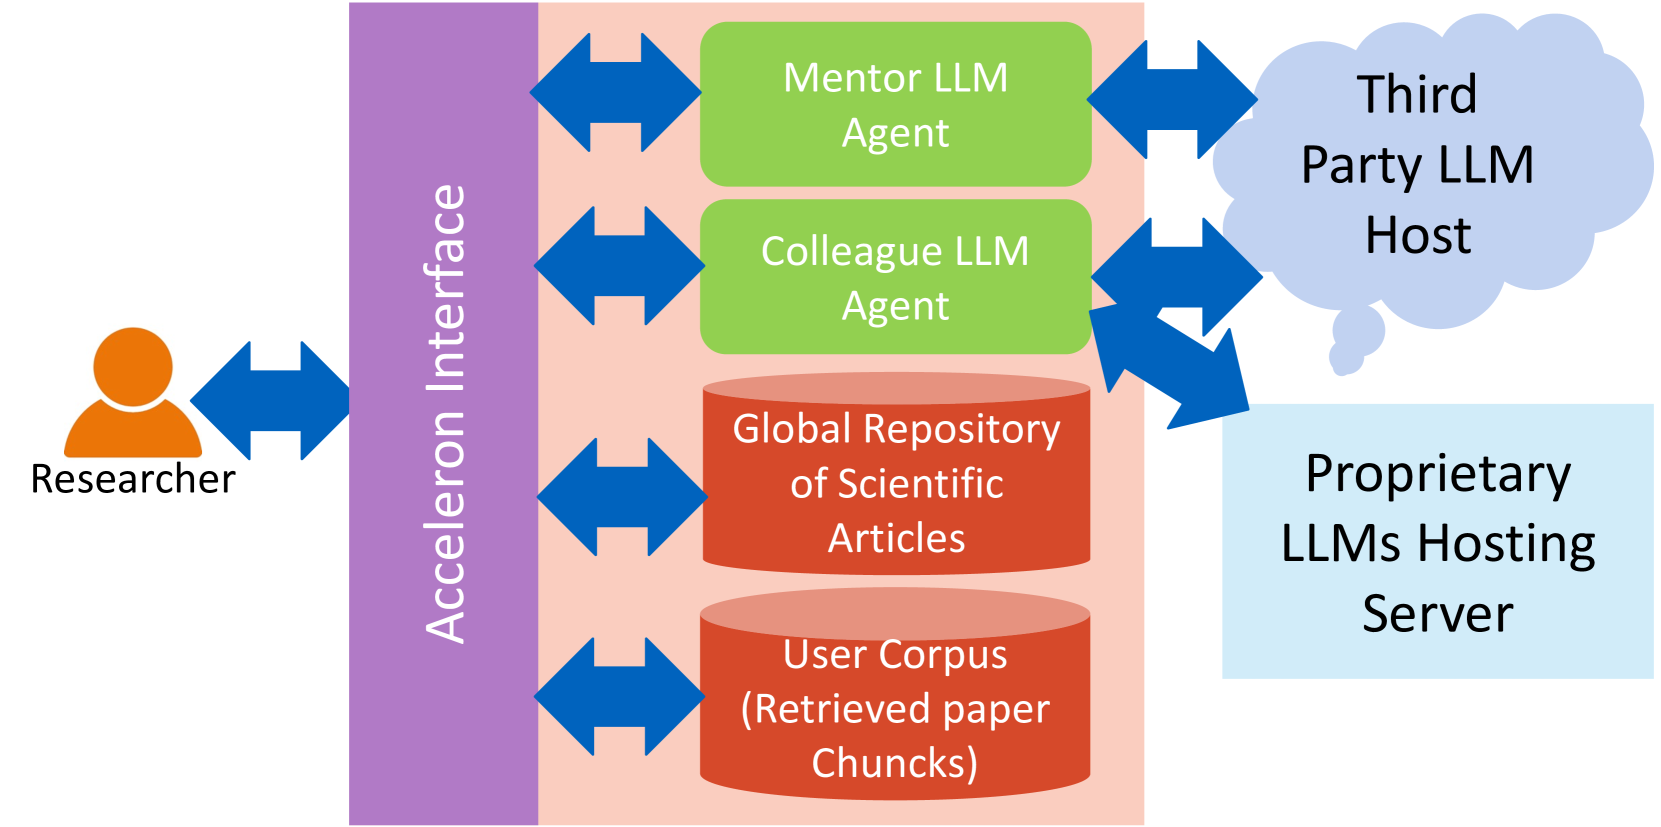 Researcher
Acceleron Interface
Mentor LLM
Agent
Colleague LLM
Agent
Global Repository
of Scientific
Articles
User Corpus
(Retrieved paper
Chuncks)
Third
Party LLM
Host
Proprietary
LLMs Hosting
Server